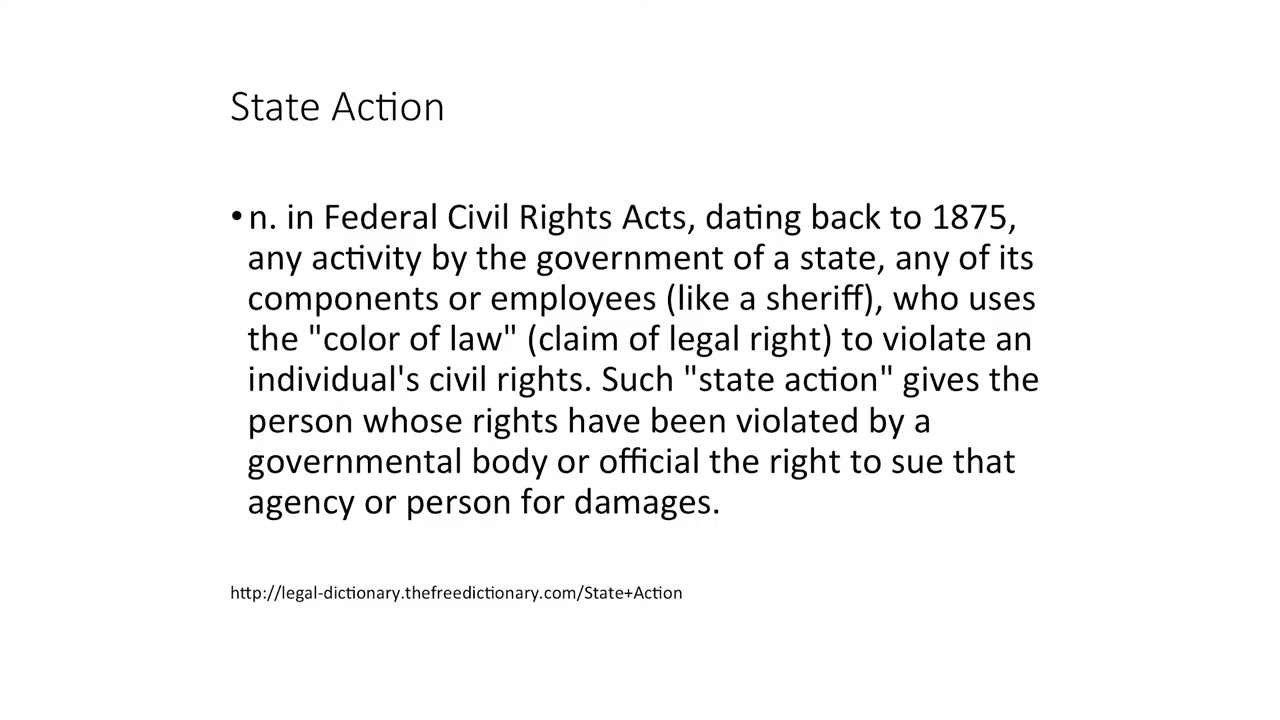 State Action
• n. in Federal Civil Rights Acts, dating back to 1875,
any activity by the government of a state, any of its
components or employees (like a sheriff), who uses
the "color of law" (claim of legal right) to violate an
individual's civil rights. Such "state action" gives the
person whose rights have been violated by a
governmental body or official the right to sue that
agency or person for damages.
http://legal-dictionary.thefreedictionary.com/State+Action